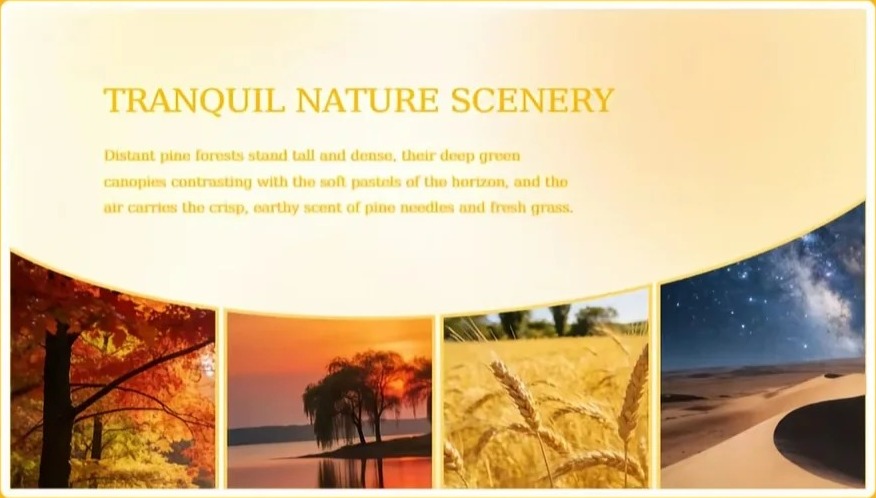 TRANQUIL NATURE SCENERY
Distant pine forests stand tall and dense, their deep green
canopies contrasting with the soft pastels of the horizon, and the
air carries the crisp, earthy scent of pine needles and fresh grass.